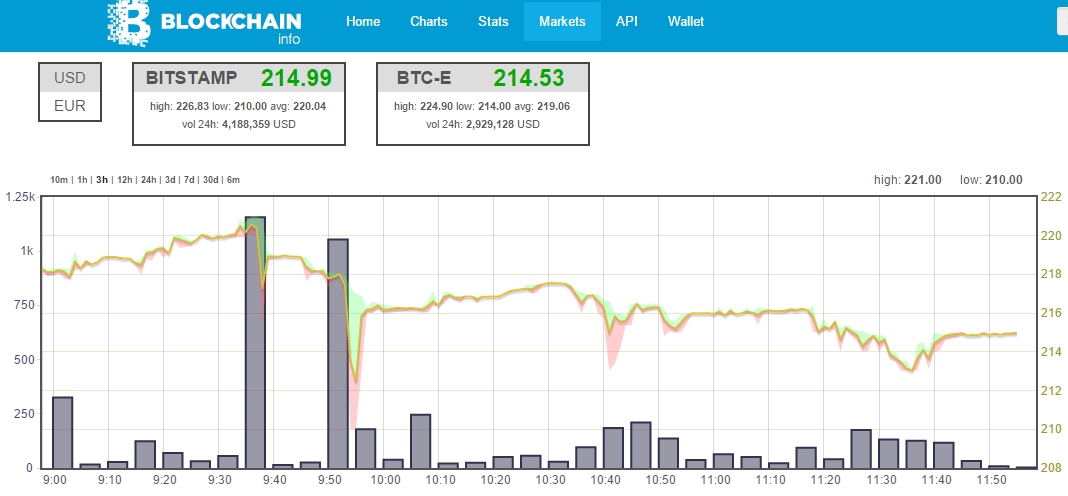 BLOCKCHAIN
info
Home Charts Stats Markets API Wallet
USD
EUR
BITSTAMP 214.99
high: 226.83 low: 210.00 avg: 220.04
vol 24h: 4,188,359 USD
BTC-E 214.53
high: 224.90 low: 214.00 avg: 219.06
vol 24h: 2,929,128 USD
10m | 1h | 3h | 12h | 24h | 3d | 7d | 30d | 6m
high: 221.00 low: 210.00
1.25k
1k
750
500
250
0
222
220
218
216
214
212
210
208
9:00 9:10 9:20 9:30 9:40 9:50 10:00 10:10 10:20 10:30 10:40 10:50 11:00 11:10 11:20 11:30 11:40 11:50